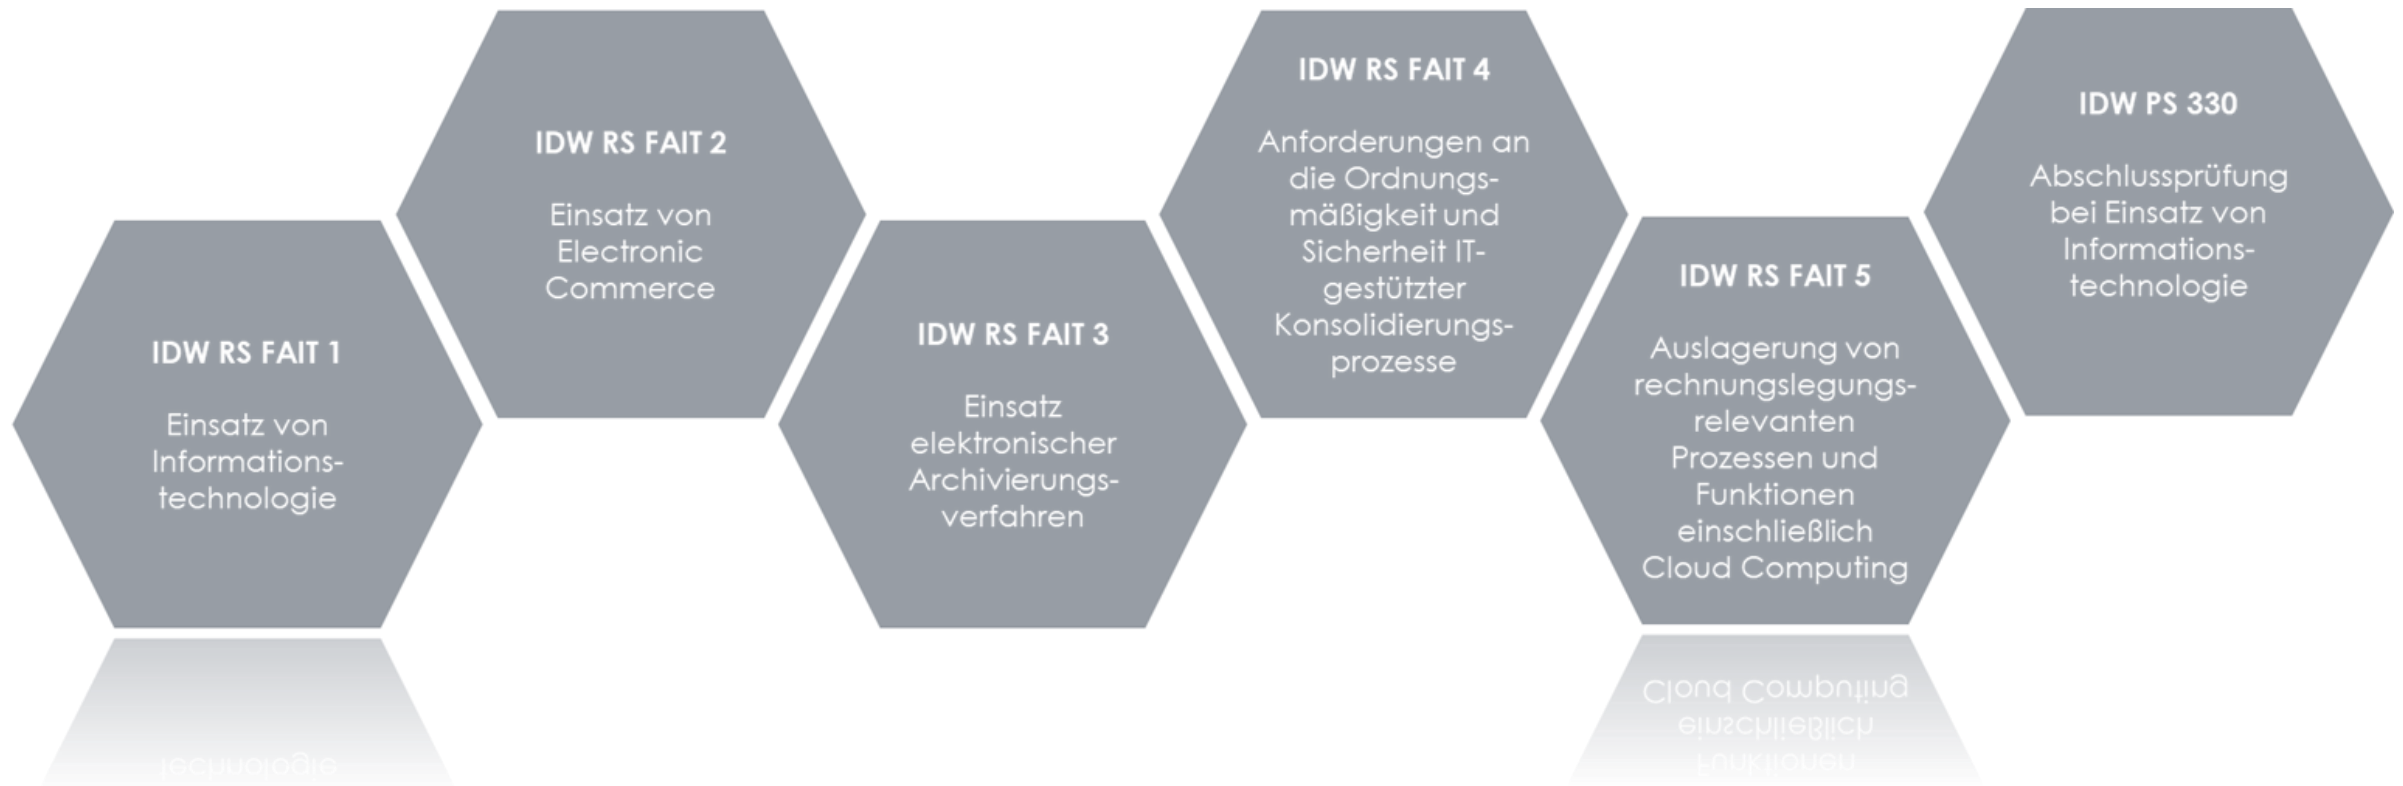 IDW RS FAIT 1
Einsatz von
Informations-
technologie
IDW RS FAIT 2
Einsatz von
Electronic
Commerce
IDW RS FAIT 3
Einsatz
elektronischer
Archivierungs-
verfahren
IDW RS FAIT 4
Anforderungen an
die Ordnungs-
mäßigkeit und
Sicherheit IT-
gestützter
Konsolidierungs-
prozesse
IDW RS FAIT 5
Auslagerung von
rechnungslegungs-
relevanten
Prozessen und
Funktionen
einschließlich
Cloud Computing
IDW PS 330
Abschlussprüfung
bei Einsatz von
Informations-
technologie